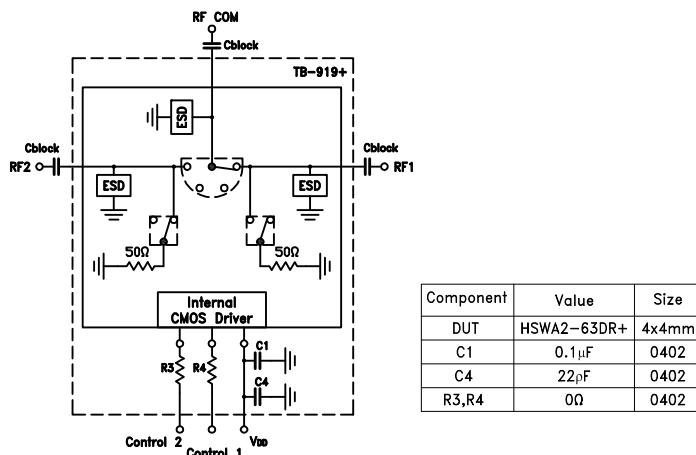 RF COM
Cblock
TB-919+
ESD
Cblock
RF2
Cblock
RF1
ESD
ESD
50Ω
50Ω
Internal
CMOS Driver
R3
R4
C1
C4
Control 2
Control 1
VDD
Component Value Size
DUT HSWA2-63DR+ 4x4mm
C1 0.1μF 0402
C4 22pF 0402
R3,R4 0Ω 0402